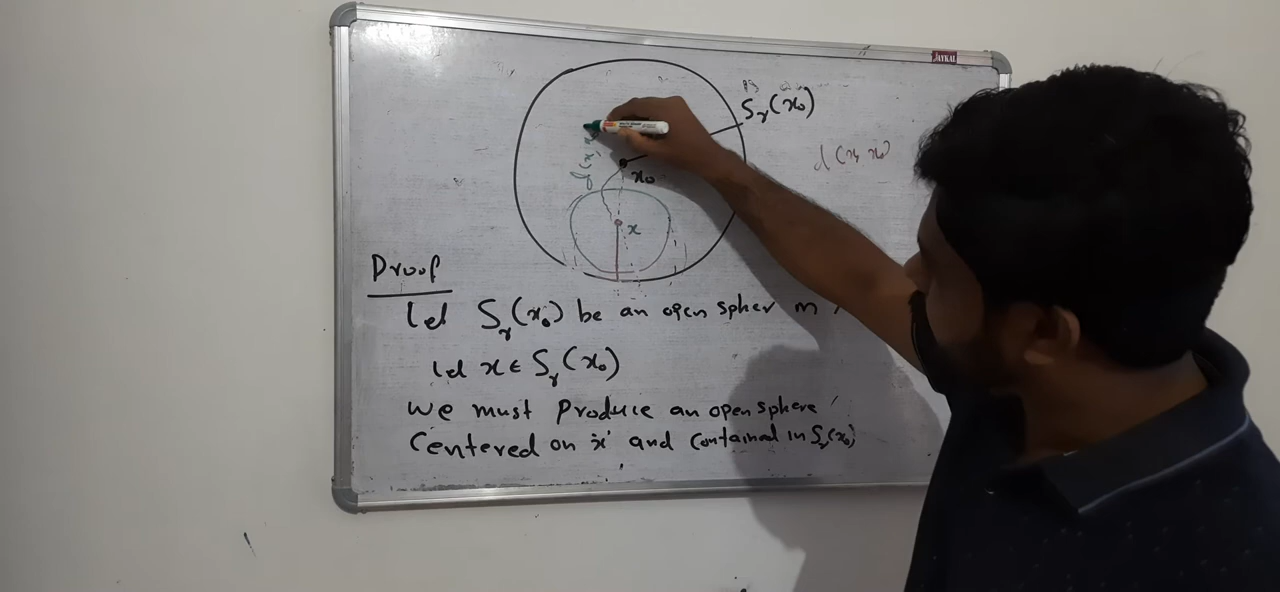 JAYKAL
Sᵣ(x₀)
d(x, x₀)
d(x, x
x₀
x
Proof
Let Sᵣ(x₀) be an open spher in
Let x ∈ Sᵣ(x₀)
We must Produce an open sphere
Centered on 'x' and Contained in Sᵣ(x₀)